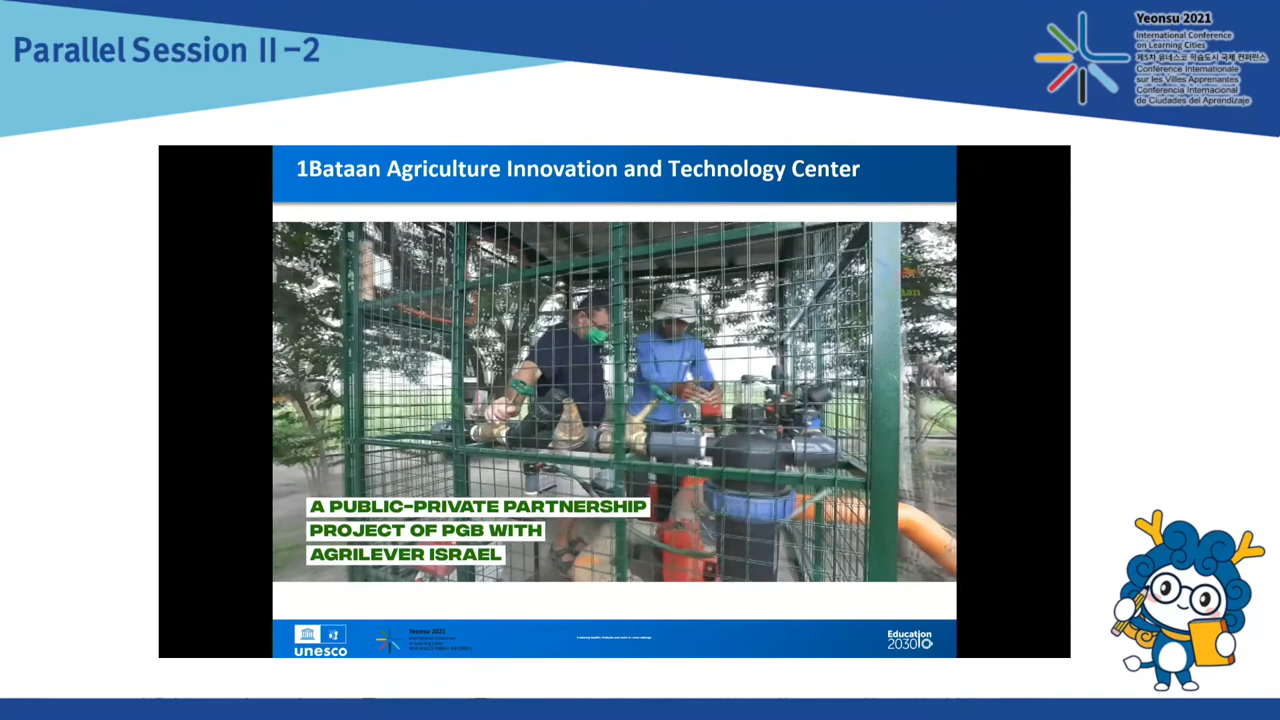 Parallel Session II-2
Yeonsu 2021
International Conference
on Learning Cities
제5차 유네스코 학습도시 국제 컨퍼런스
Conférence Internationale
sur les Villes Apprenantes
Conferencia Internacional
de Ciudades del Aprendizaje
1Bataan Agriculture Innovation and Technology Center
A PUBLIC-PRIVATE PARTNERSHIP
PROJECT OF PGB WITH
AGRILEVER ISRAEL
unesco
Yeonsu 2021
International Conference
on Learning Cities
Education
2030